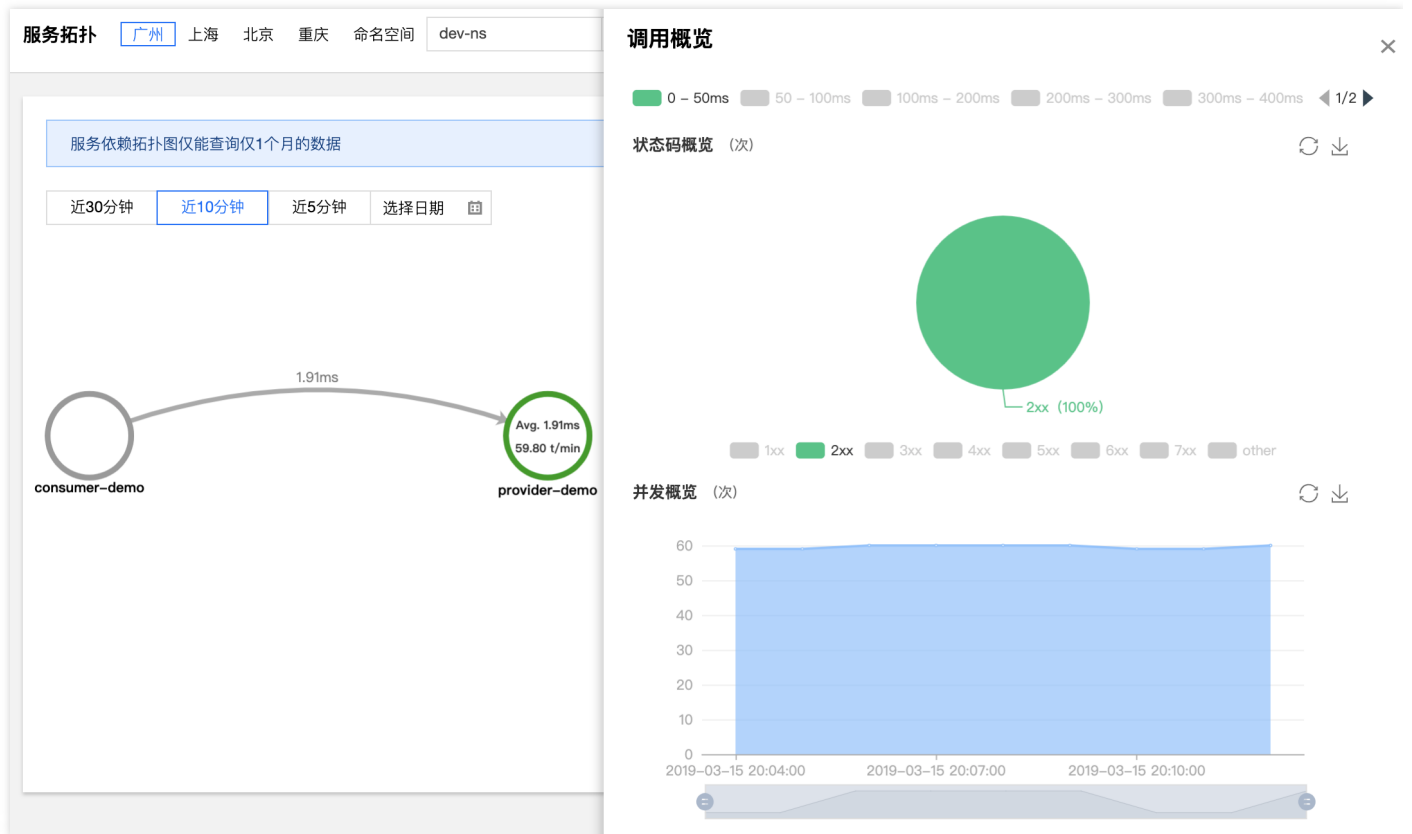 服务拓扑 广州 上海 北京 重庆 命名空间 dev-ns
服务依赖拓扑图仅能查询仅1个月的数据
近30分钟 近10分钟 近5分钟 选择日期
1.91ms
Avg. 1.91ms
59.80 t/min
consumer-demo
provider-demo
调用概览
0 - 50ms 50 - 100ms 100ms - 200ms 200ms - 300ms 300ms - 400ms 1/2
状态码概览 (次)
2xx (100%)
1xx 2xx 3xx 4xx 5xx 6xx 7xx other
并发概览 (次)
60
50
40
30
20
10
0
2019-03-15 20:04:00 2019-03-15 20:07:00 2019-03-15 20:10:00